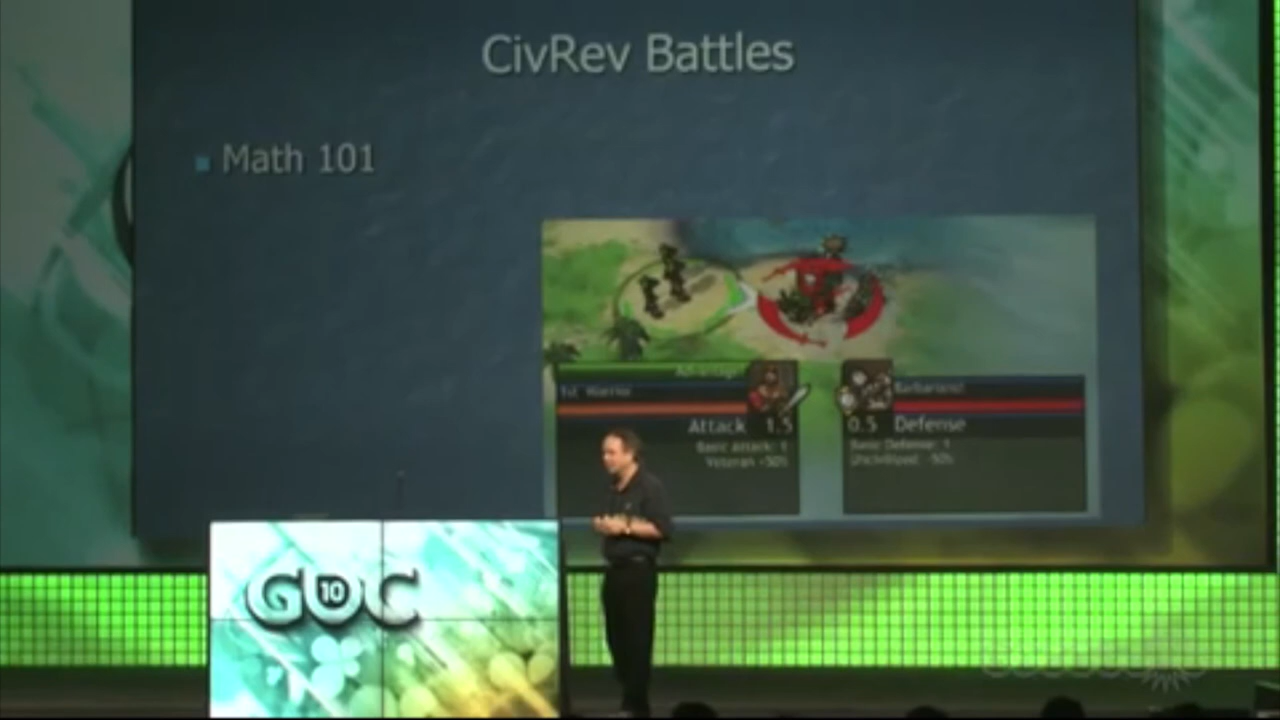 CivRev Battles
Math 101
Advantage
1st Warrior
Barbarians!
Attack 1.5
0.5 Defense
Basic Attack: 1
Basic Defense: 1
Veteran +50%
Uncivilized: -50%
GDC
10